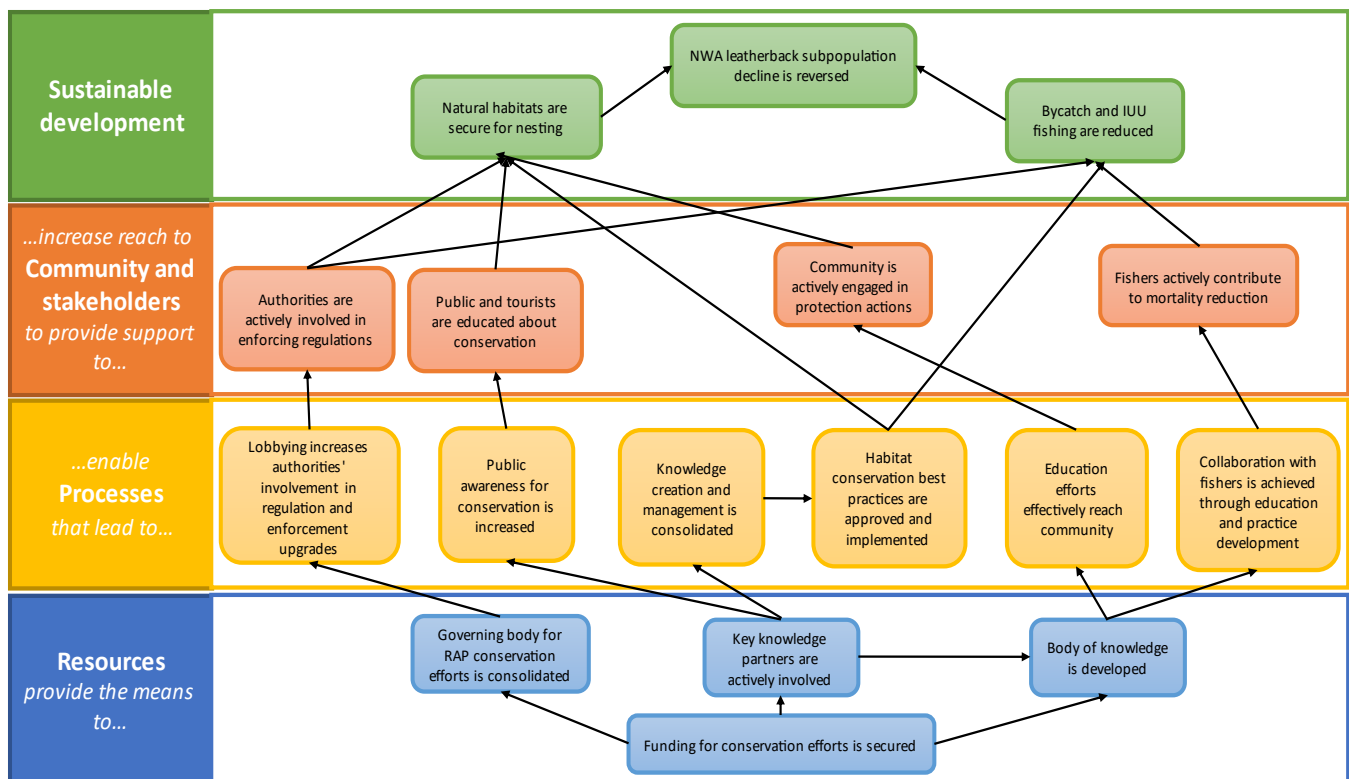 Sustainable
development
NWA leatherback subpopulation
decline is reversed
Natural habitats are
secure for nesting
Bycatch and IUU
fishing are reduced
...increase reach to
Community and
stakeholders
to provide support
to...
Authorities are
actively involved in
enforcing regulations
Public and tourists
are educated about
conservation
Community is
actively engaged in
protection actions
Fishers actively contribute
to mortality reduction
...enable
Processes
that lead to...
Lobbying increases
authorities'
involvement in
regulation and
enforcement
upgrades
Public
awareness for
conservation is
increased
Knowledge
creation and
management is
consolidated
Habitat
conservation best
practices are
approved and
implemented
Education
efforts
effectively reach
community
Collaboration with
fishers is achieved
through education
and practice
development
Resources
provide the means
to...
Governing body for
RAP conservation
efforts is consolidated
Key knowledge
partners are
actively involved
Body of knowledge
is developed
Funding for conservation efforts is secured